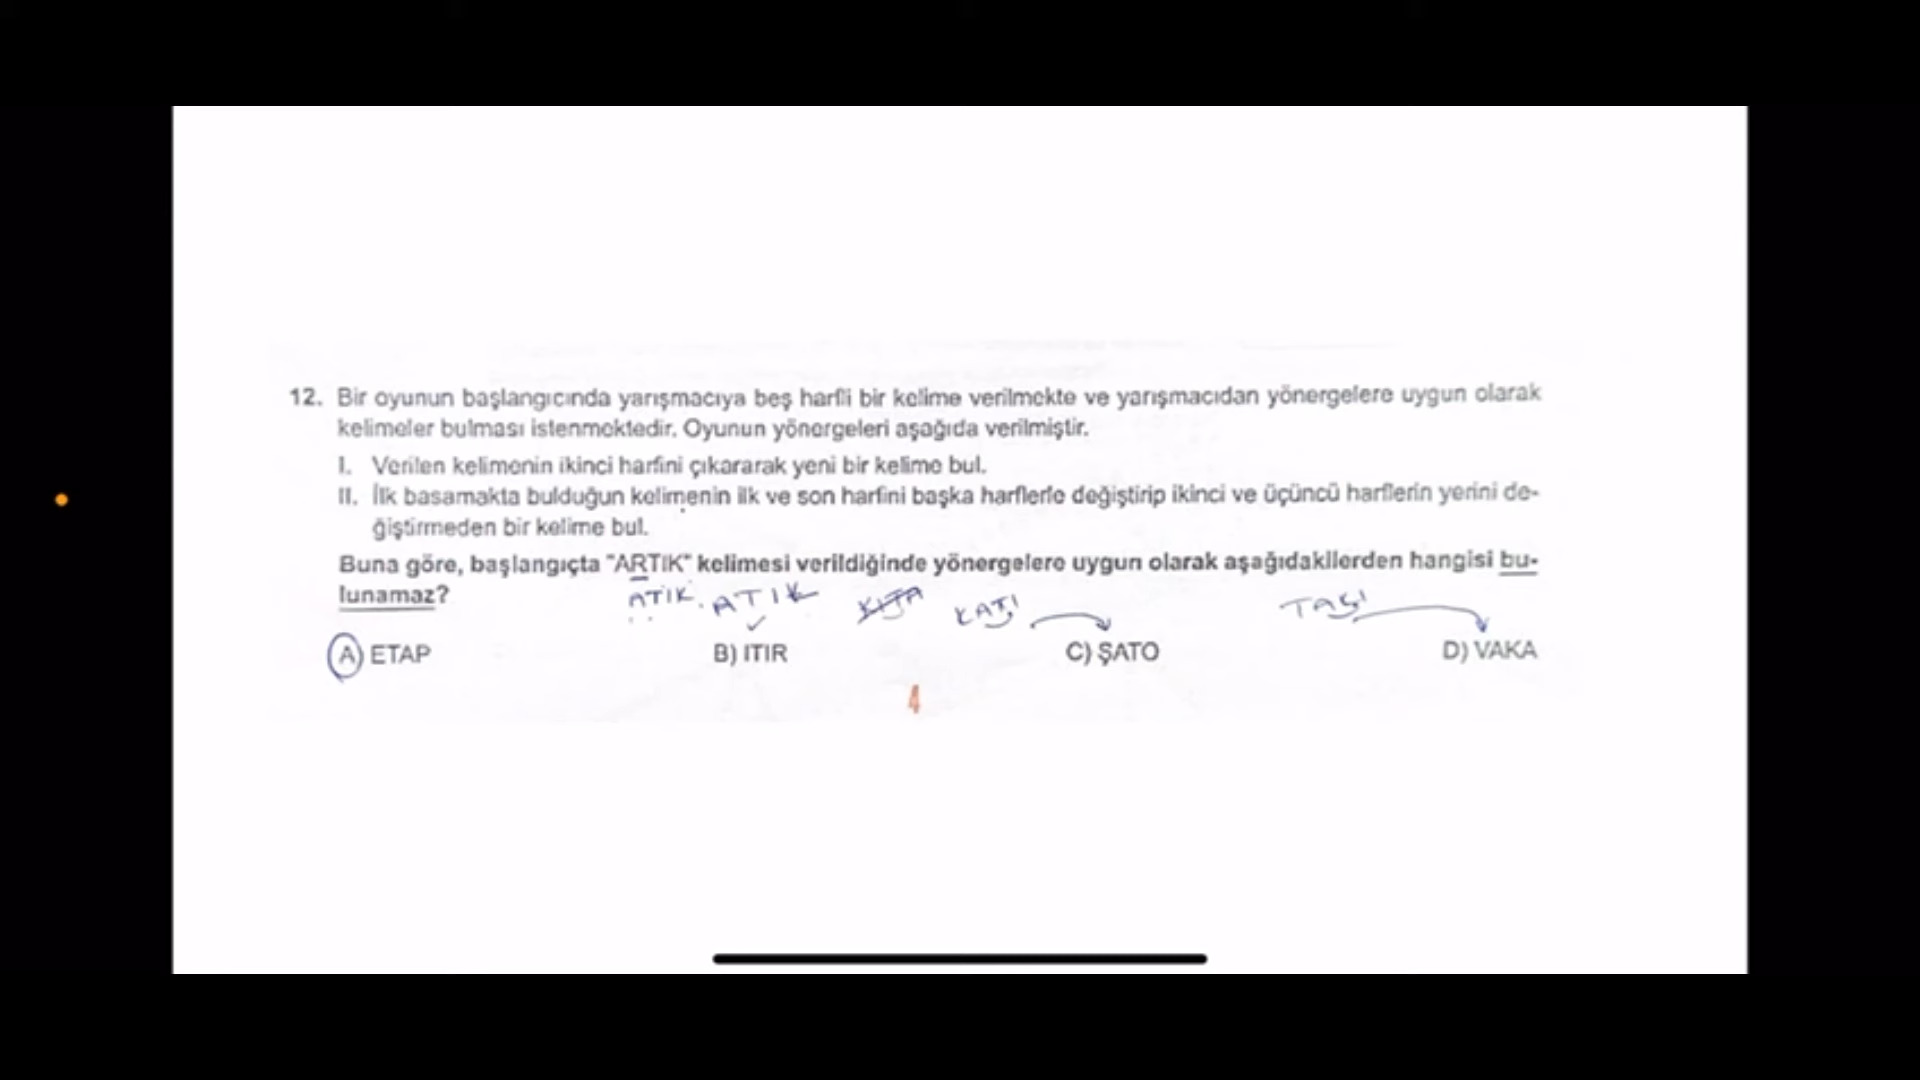 12. Bir oyunun başlangıcında yarışmacıya beş harfli bir kelime verilmekte ve yarışmacıdan yönergelere uygun olarak
kelimeler bulması istenmektedir. Oyunun yönergeleri aşağıda verilmiştir.
I. Verilen kelimenin ikinci harfini çıkararak yeni bir kelime bul.
II. İlk basamakta bulduğun kelimenin ilk ve son harfini başka harflerle değiştirip ikinci ve üçüncü harflerin yerini de-
ğiştirmeden bir kelime bul.
Buna göre, başlangıçta "ARTIK" kelimesi verildiğinde yönergelere uygun olarak aşağıdakilerden hangisi bu-
lunamaz?
ATIK. ATIK KITA KATI TAŞI
A) ETAP B) ITIR C) ŞATO D) VAKA
4